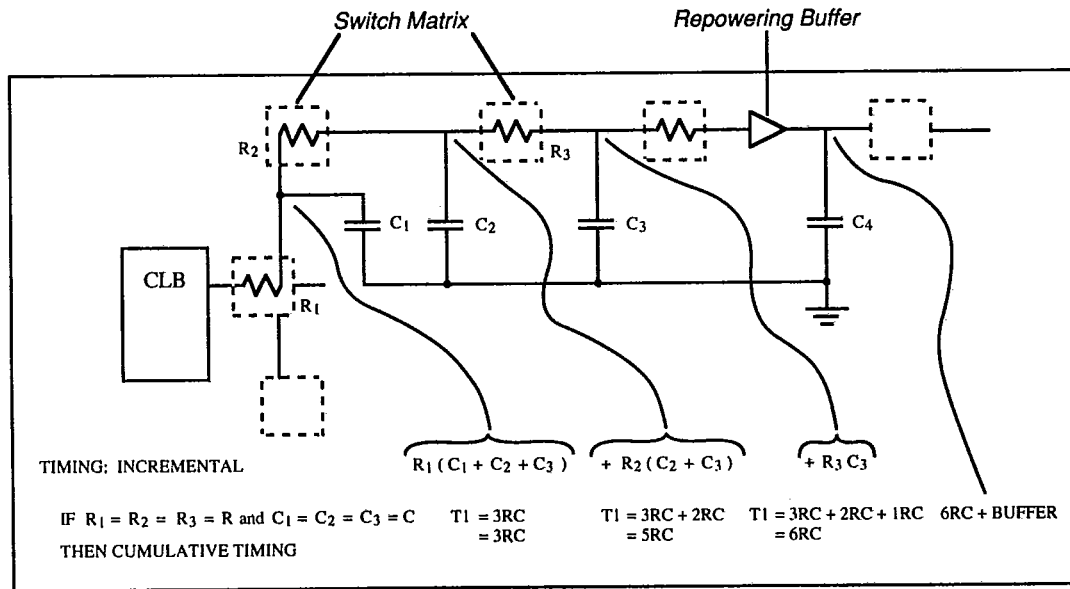 Switch Matrix
Repowering Buffer
R2
R3
C1
C2
C3
C4
CLB
R1
TIMING: INCREMENTAL
R1 (C1 + C2 + C3)
+ R2 (C2 + C3)
+ R3 C3
IF R1 = R2 = R3 = R and C1 = C2 = C3 = C
T1 = 3RC
T1 = 3RC + 2RC
T1 = 3RC + 2RC + 1RC
6RC + BUFFER
= 3RC
= 5RC
= 6RC
THEN CUMULATIVE TIMING